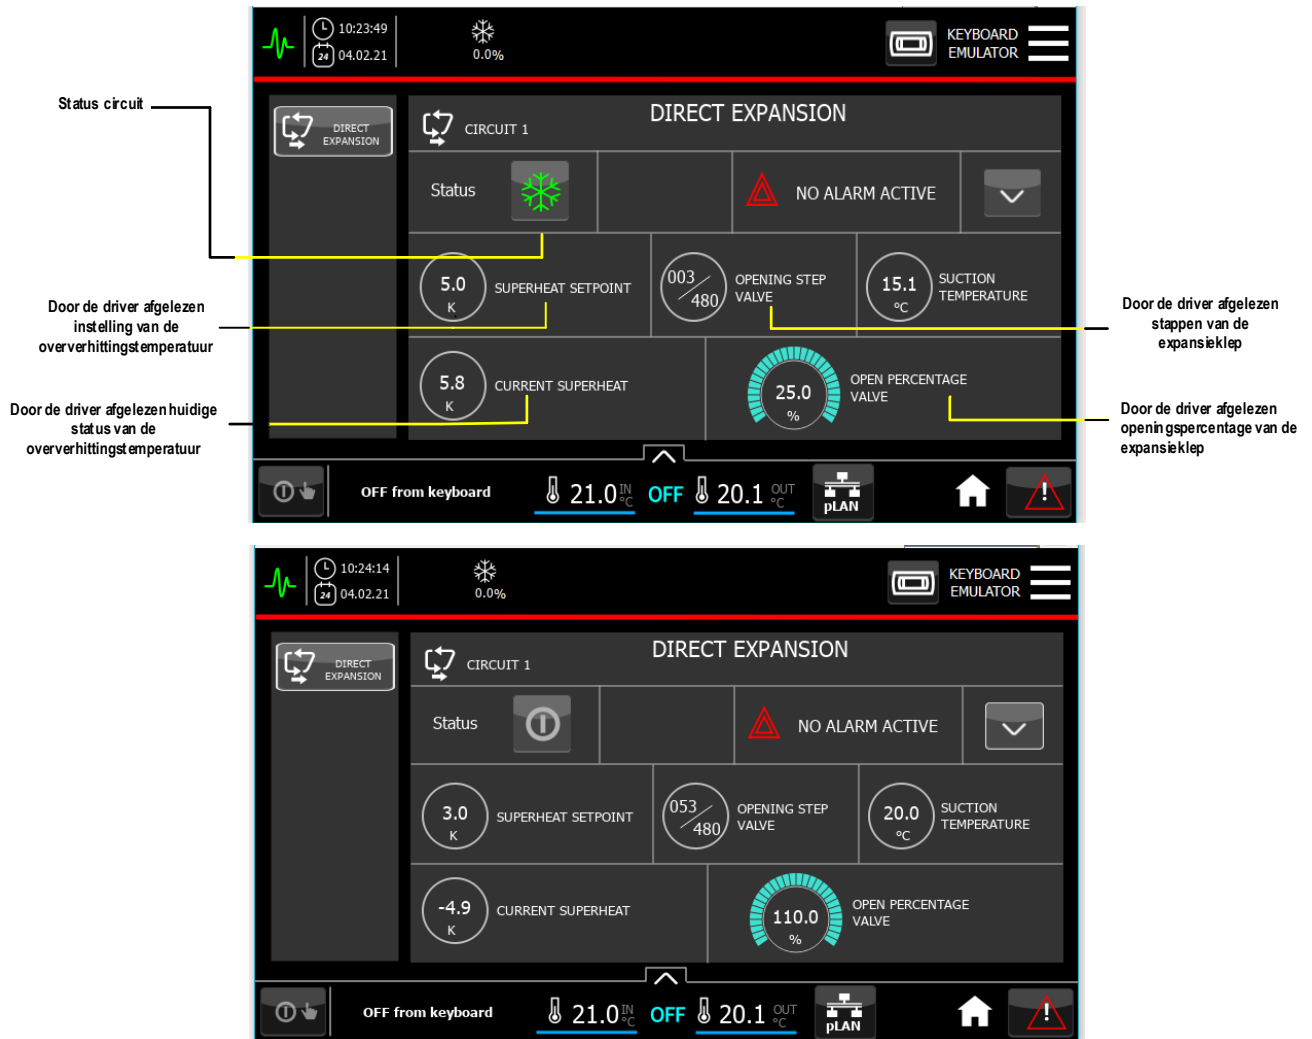 10:23:49
04.02.21
24
0.0%
KEYBOARD
EMULATOR
Status circuit
DIRECT
EXPANSION
DIRECT EXPANSION
CIRCUIT 1
Status
NO ALARM ACTIVE
5.0
K
SUPERHEAT SETPOINT
003/480
OPENING STEP
VALVE
15.1
°C
SUCTION
TEMPERATURE
Door de driver afgelezen
instelling van de
oververhittingstemperatuur
Door de driver afgelezen
stappen van de
expansieklep
5.8
K
CURRENT SUPERHEAT
25.0
%
OPEN PERCENTAGE
VALVE
Door de driver afgelezen huidige
status van de
oververhittingstemperatuur
Door de driver afgelezen
openingspercentage van de
expansieklep
OFF from keyboard
21.0 IN °C
OFF
20.1 OUT °C
pLAN
10:24:14
04.02.21
24
0.0%
KEYBOARD
EMULATOR
DIRECT
EXPANSION
DIRECT EXPANSION
CIRCUIT 1
Status
NO ALARM ACTIVE
3.0
K
SUPERHEAT SETPOINT
053/480
OPENING STEP
VALVE
20.0
°C
SUCTION
TEMPERATURE
-4.9
K
CURRENT SUPERHEAT
110.0
%
OPEN PERCENTAGE
VALVE
OFF from keyboard
21.0 IN °C
OFF
20.1 OUT °C
pLAN